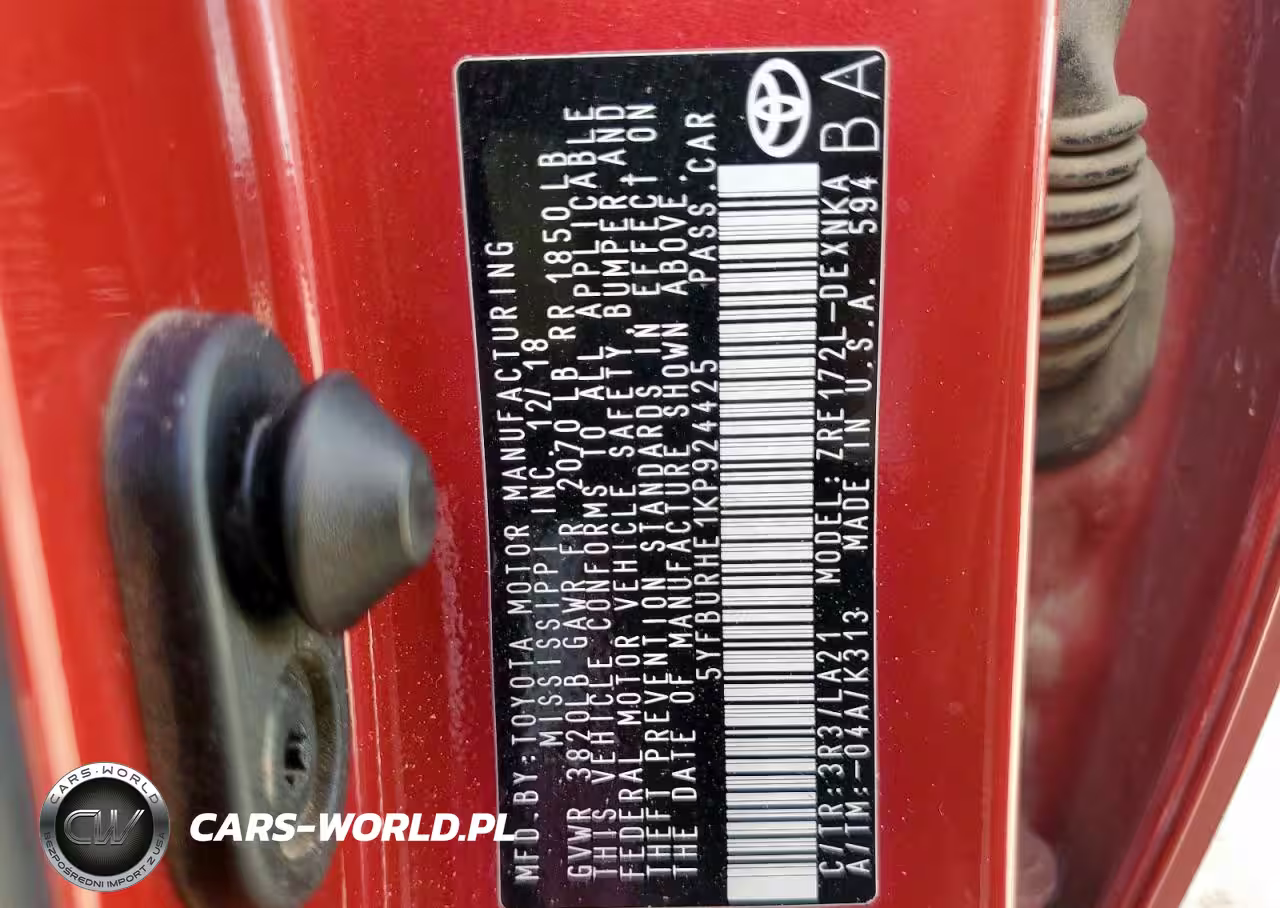 MFD.BY:TOYOTA MOTOR MANUFACTURING
MISSISSIPPI INC.12/18
GVWR 3820LB GAWR FR 2070 LB RR 1850LB
THIS VEHICLE CONFORMS TO ALL APPLICABLE
FEDERAL MOTOR VEHICLE SAFETY,BUMPER AND
THEFT PREVENTION STANDARDS IN EFFECT ON
THE DATE OF MANUFACTURE SHOWN ABOVE.
5YFBURHE1KP924425 PASS.CAR
C/TR:3R3/LA21 MODEL:ZRE172L-DEXNKA
A/TM:-04A/K313 MADE IN U.S.A. 594
BA
CARS-WORLD
CW
BEZPOSREDNI IMPORT Z USA
CARS-WORLD.PL